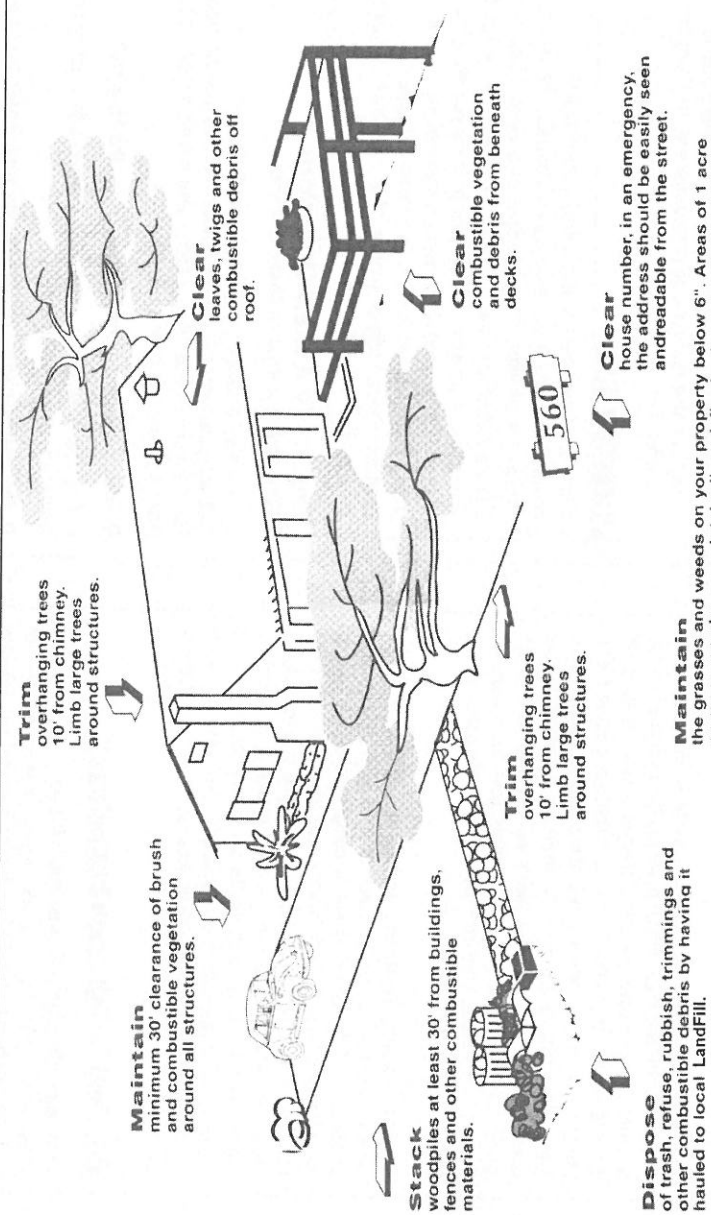 Trim
overhanging trees
10' from chimney.
Limb large trees
around structures.
Clear
leaves, twigs and other
combustible debris off
roof.
Maintain
minimum 30' clearance of brush
and combustible vegetation
around all structures.
Clear
combustible vegetation
and debris from beneath
decks.
Stack
woodpiles at least 30' from buildings,
fences and other combustible
materials.
Trim
overhanging trees
10' from chimney.
Limb large trees
around structures.
560
Clear
house number, in an emergency,
the address should be easily seen
andreadable from the street.
Dispose
of trash, refuse, rubbish, trimmings and
other combustible debris by having it
hauled to local LandFill.
Maintain
the grasses and weeds on your property below 6". Areas of 1 acre